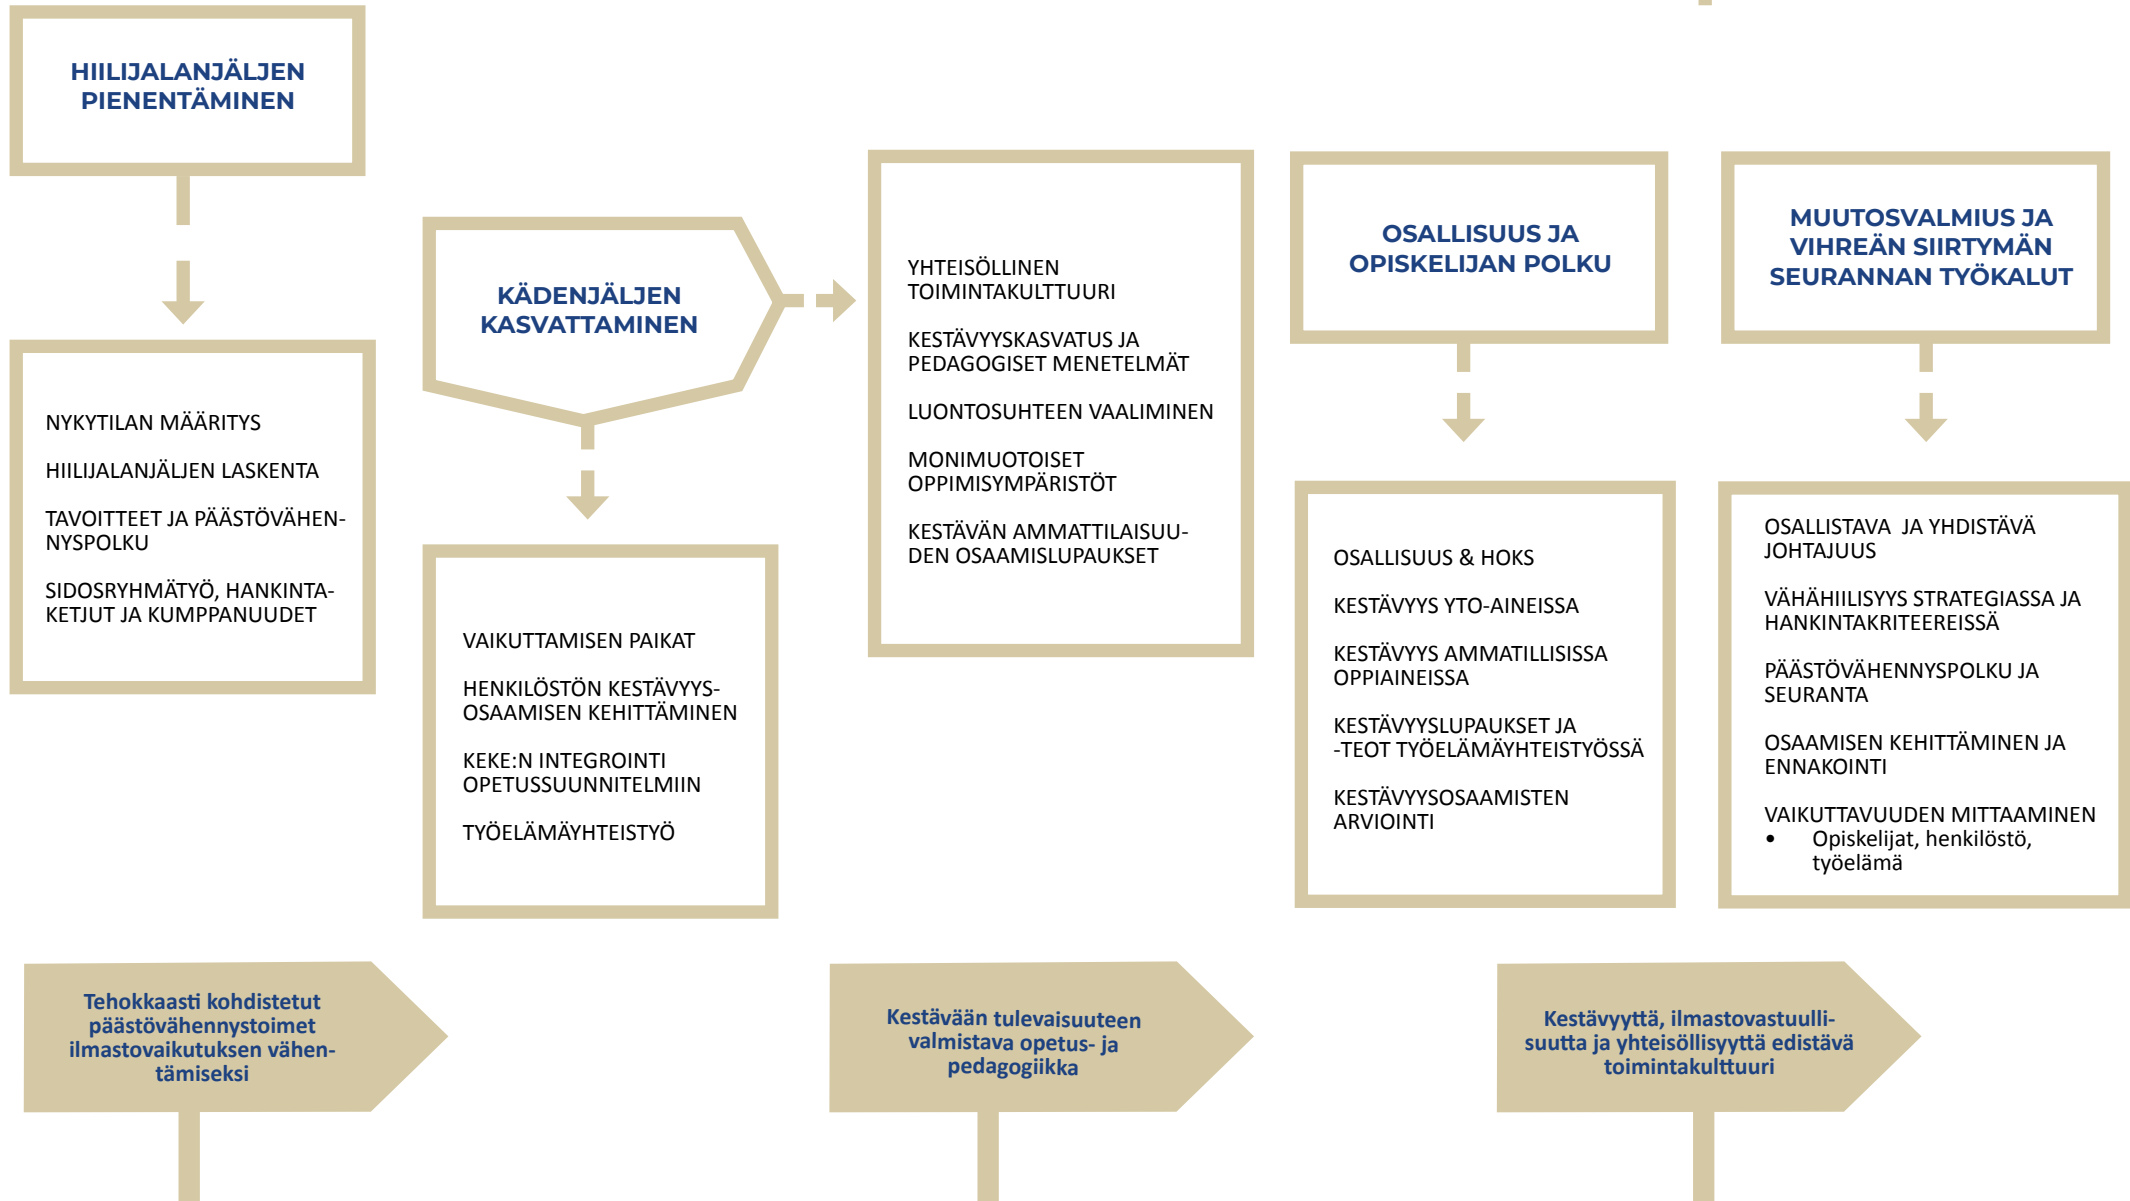 HIILIJALANJÄLJEN
PIENENTÄMINEN
NYKYTILAN MÄÄRITYS
HIILIJALANJÄLJEN LASKENTA
TAVOITTEET JA PÄÄSTÖVÄHEN-
NYSPOLKU
SIDOSRYHMÄTYÖ, HANKINTA-
KETJUT JA KUMPPANUUDET
KÄDENJÄLJEN
KASVATTAMINEN
VAIKUTTAMISEN PAIKAT
HENKILÖSTÖN KESTÄVYYS-
OSAAMISEN KEHITTÄMINEN
KEKE:N INTEGROINTI
OPETUSSUUNNITELMIIN
TYÖELÄMÄYHTEISTYÖ
YHTEISÖLLINEN
TOIMINTAKULTTUURI
KESTÄVYYSKASVATUS JA
PEDAGOGISET MENETELMÄT
LUONTOSUHTEEN VAALIMINEN
MONIMUOTOISET
OPPIMISYMPÄRISTÖT
KESTÄVÄN AMMATTILAISUU-
DEN OSAAMISLUPAUKSET
OSALLISUUS JA
OPISKELIJAN POLKU
OSALLISUUS & HOKS
KESTÄVYYS YTO-AINEISSA
KESTÄVYYS AMMATILLISISSA
OPPIAINEISSA
KESTÄVYYSLUPAUKSET JA
-TEOT TYÖELÄMÄYHTEISTYÖSSÄ
KESTÄVYYSOSAAMISTEN
ARVIOINTI
MUUTOSVALMIUS JA
VIHREÄN SIIRTYMÄN
SEURANNAN TYÖKALUT
OSALLISTAVA JA YHDISTÄVÄ
JOHTAJUUS
VÄHÄHIILISYYS STRATEGIASSA JA
HANKINTAKRITEEREISSÄ
PÄÄSTÖVÄHENNYSPOLKU JA
SEURANTA
OSAAMISEN KEHITTÄMINEN JA
ENNAKOINTI
VAIKUTTAVUUDEN MITTAAMINEN
• Opiskelijat, henkilöstö,
työelämä
Tehokkaasti kohdistetut
päästövähennystoimet
ilmastovaikutuksen vähen-
tämiseksi
Kestävään tulevaisuuteen
valmistava opetus- ja
pedagogiikka
Kestävyyttä, ilmastovastuulli-
suutta ja yhteisöllisyyttä edistävä
toimintakulttuuri